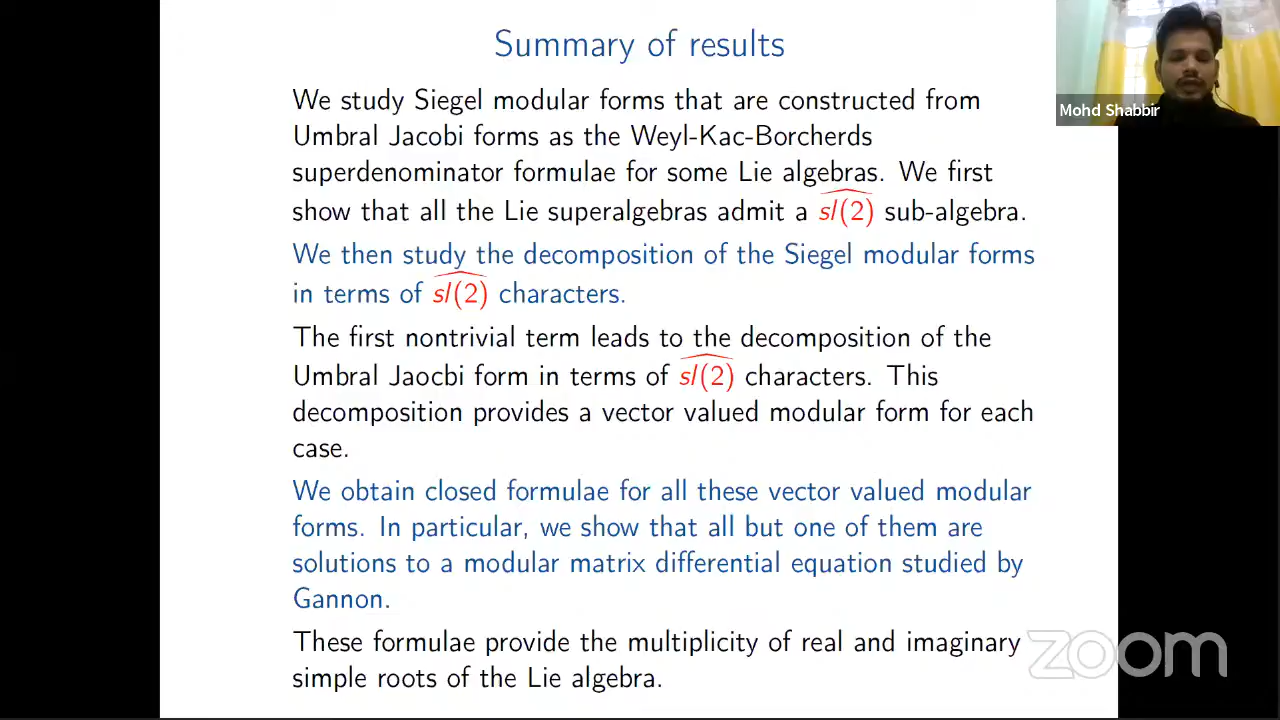 Summary of results
We study Siegel modular forms that are constructed from
Umbral Jacobi forms as the Weyl-Kac-Borcherds
superdenominator formulae for some Lie algebras. We first
show that all the Lie superalgebras admit a $\widehat{sl(2)}$ sub-algebra.
We then study the decomposition of the Siegel modular forms
in terms of $\widehat{sl(2)}$ characters.
The first nontrivial term leads to the decomposition of the
Umbral Jaocbi form in terms of $\widehat{sl(2)}$ characters. This
decomposition provides a vector valued modular form for each
case.
We obtain closed formulae for all these vector valued modular
forms. In particular, we show that all but one of them are
solutions to a modular matrix differential equation studied by
Gannon.
These formulae provide the multiplicity of real and imaginary
simple roots of the Lie algebra.
Mohd Shabbir
zoom